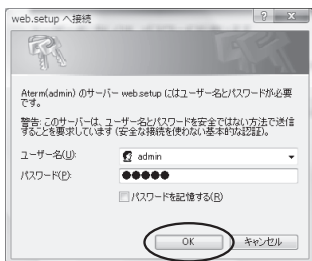 web.setup へ接続
Aterm(admin) のサーバー web.setup にはユーザー名とパスワードが必要
です。
警告: このサーバーは、ユーザー名とパスワードを安全ではない方法で送信
することを要求しています (安全な接続を使わない基本的な認証)。
ユーザー名(U):
admin
パスワード(P):
●●●●●
パスワードを記憶する(R)
OK
キャンセル